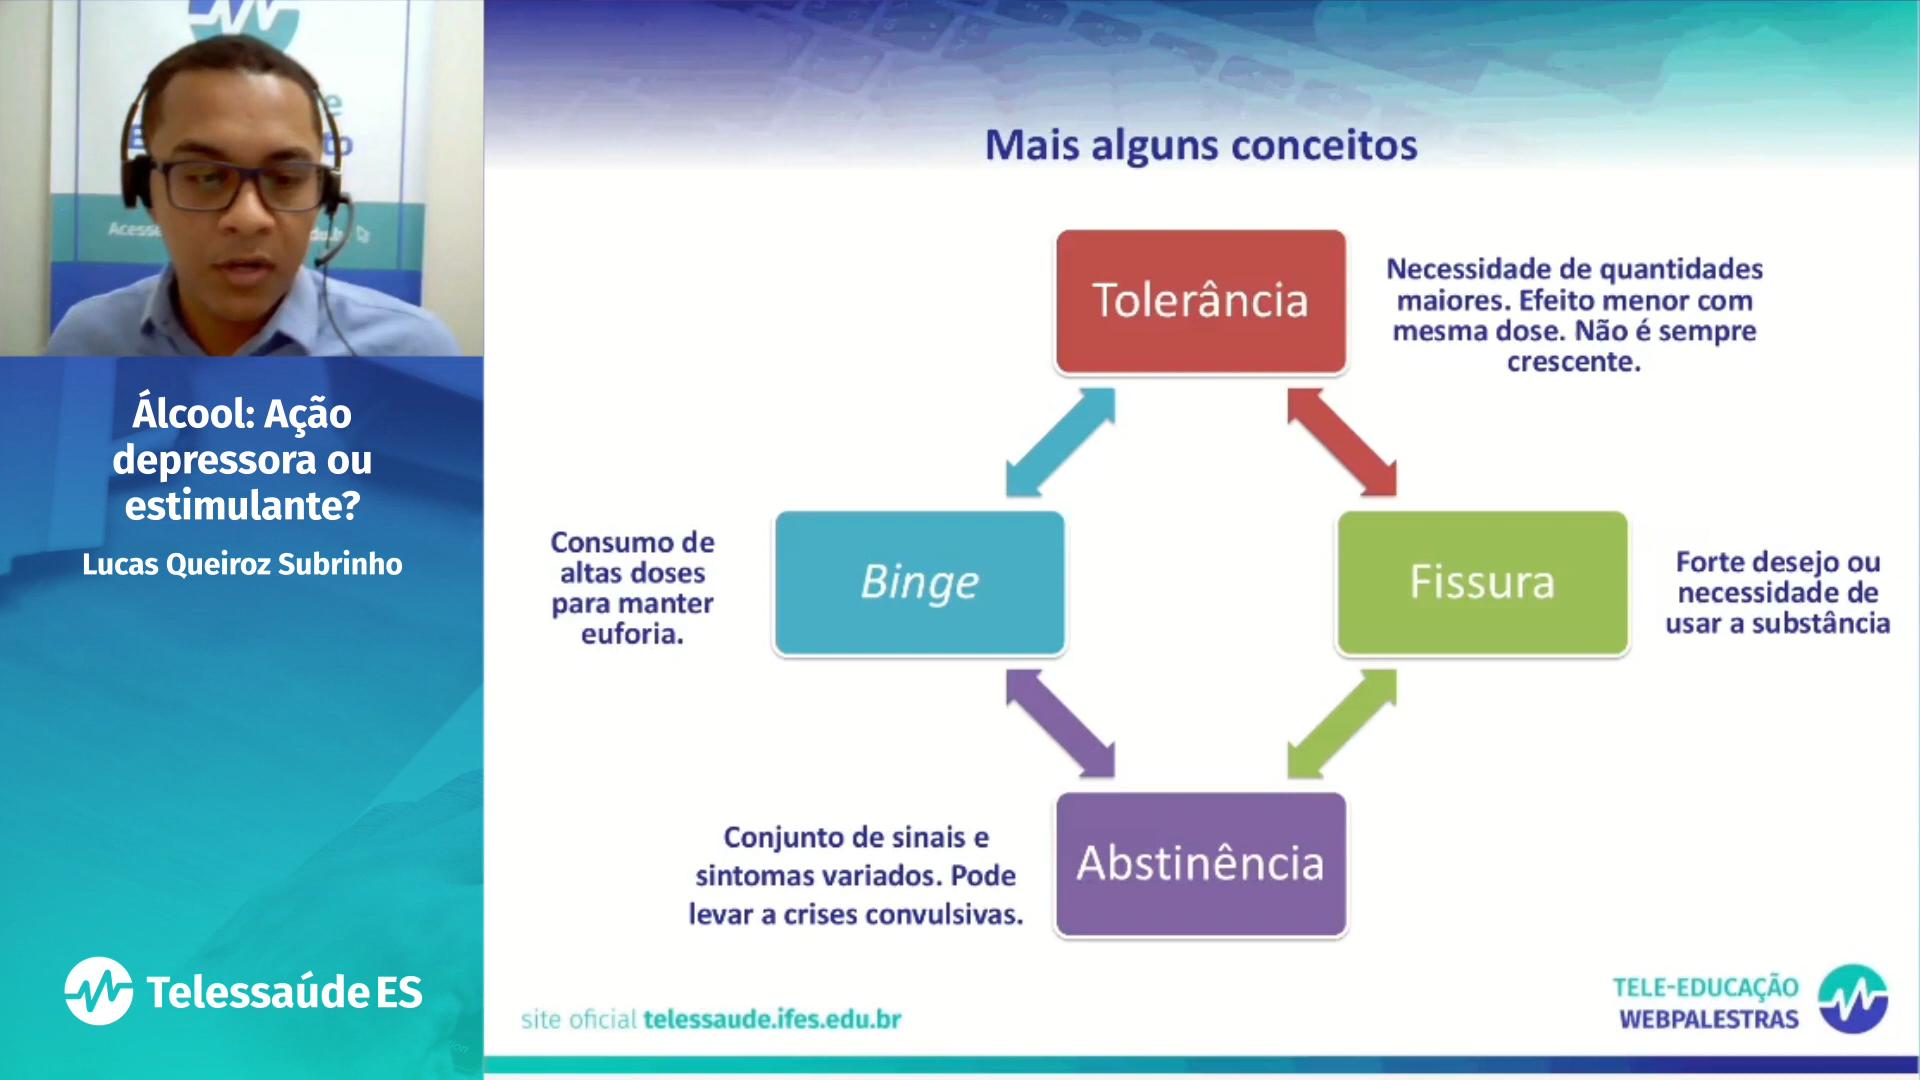 Acesse
Álcool: Ação
depressora ou
estimulante?
Lucas Queiroz Subrinho
TelessaúdeES
Mais alguns conceitos
Tolerância
Necessidade de quantidades
maiores. Efeito menor com
mesma dose. Não é sempre
crescente.
Consumo de
altas doses
para manter
euforia.
Binge
Fissura
Forte desejo ou
necessidade de
usar a substância
Conjunto de sinais e
sintomas variados. Pode
levar a crises convulsivas.
Abstinência
site oficial telessaude.ifes.edu.br
TELE-EDUCAÇÃO
WEBPALESTRAS